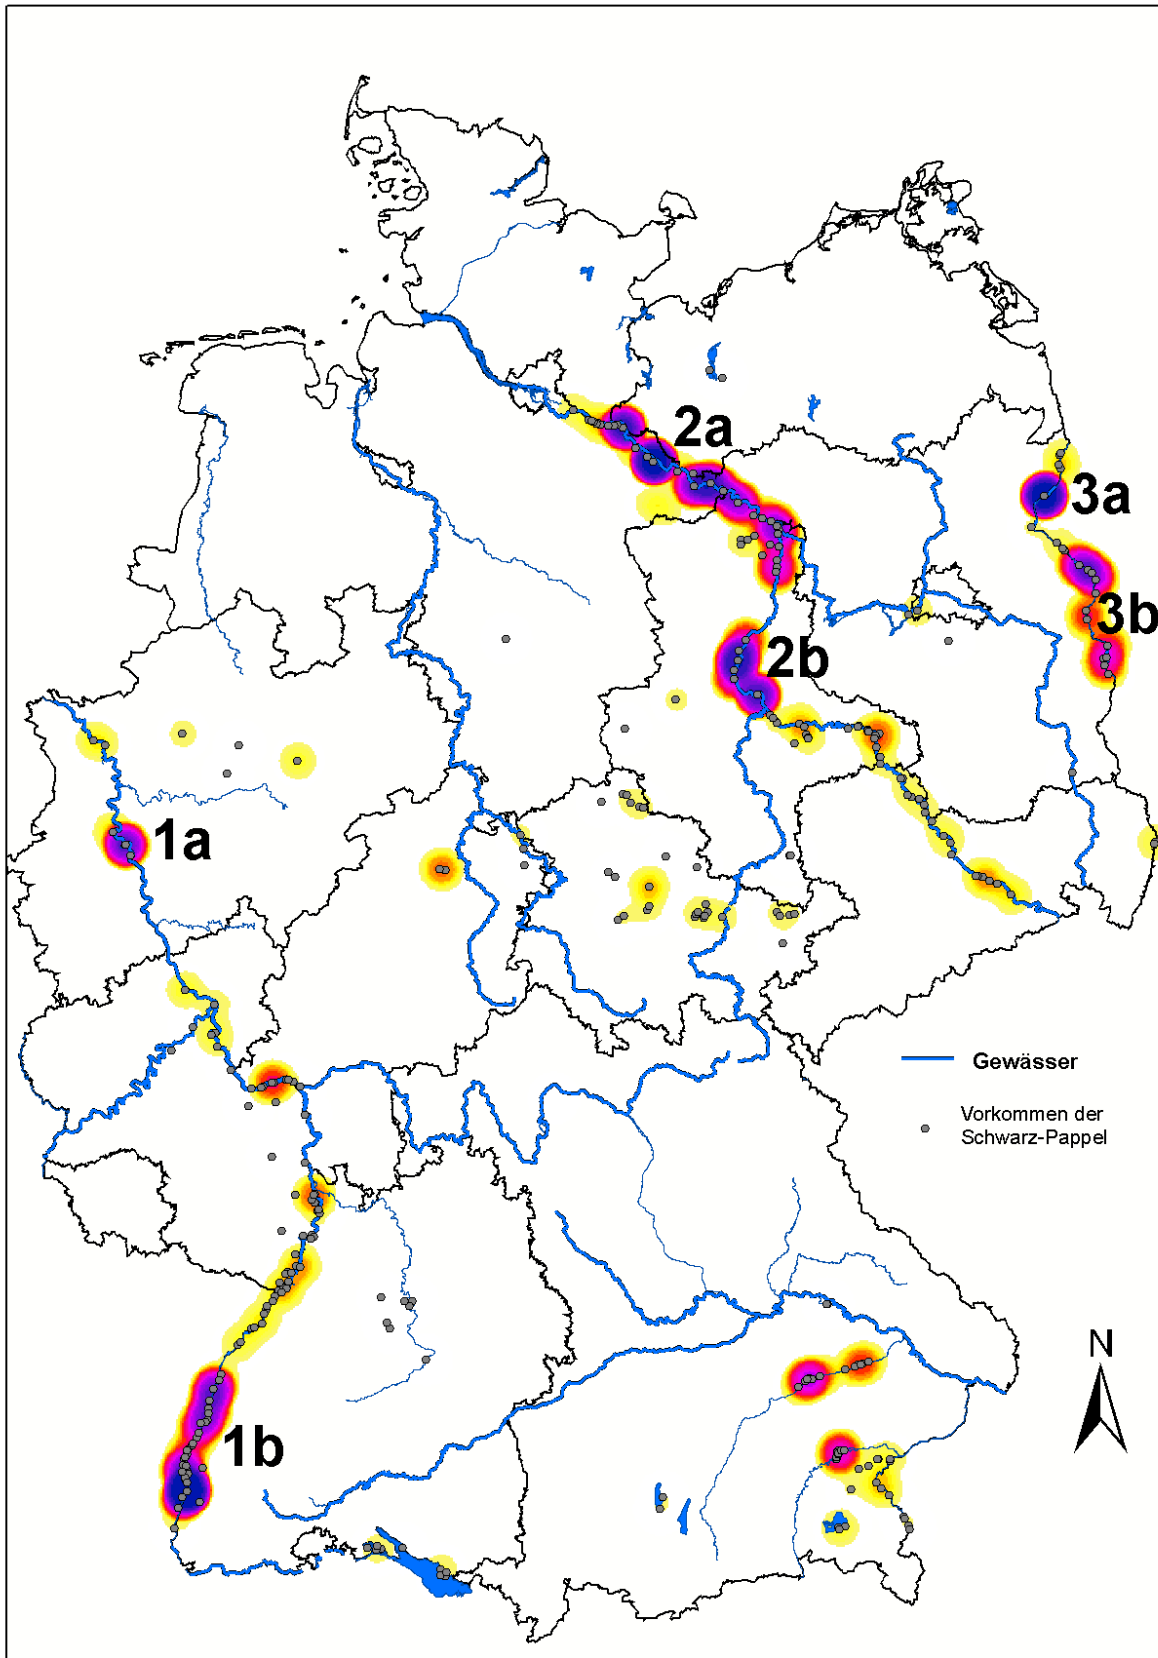 2a
3a
3b
2b
1a
Gewässer
Vorkommen der
Schwarz-Pappel
N
1b